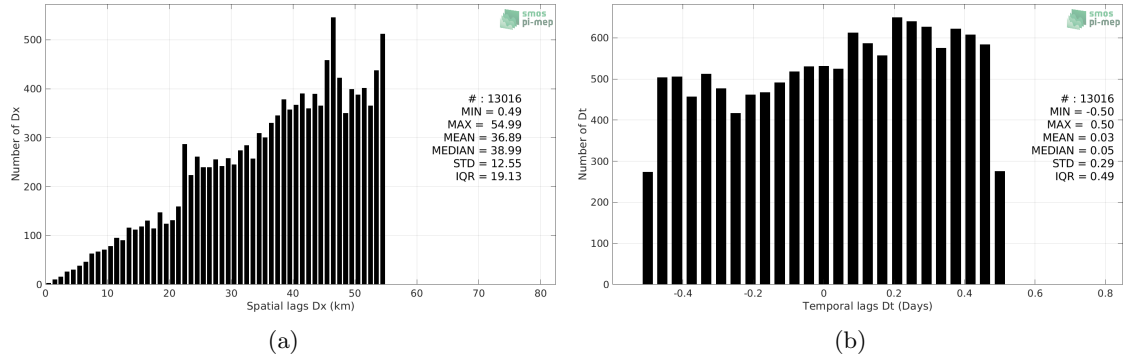 smos
pi-mep
500
400
300
200
100
0
Number of Dx
# : 13016
MIN = 0.49
MAX = 54.99
MEAN = 36.89
MEDIAN = 38.99
STD = 12.55
IQR = 19.13
0 10 20 30 40 50 60 70 80
Spatial lags Dx (km)
(a)
smos
pi-mep
600
500
400
300
200
100
0
Number of Dt
# : 13016
MIN = -0.50
MAX = 0.50
MEAN = 0.03
MEDIAN = 0.05
STD = 0.29
IQR = 0.49
-0.4 -0.2 0 0.2 0.4 0.6 0.8
Temporal lags Dt (Days)
(b)